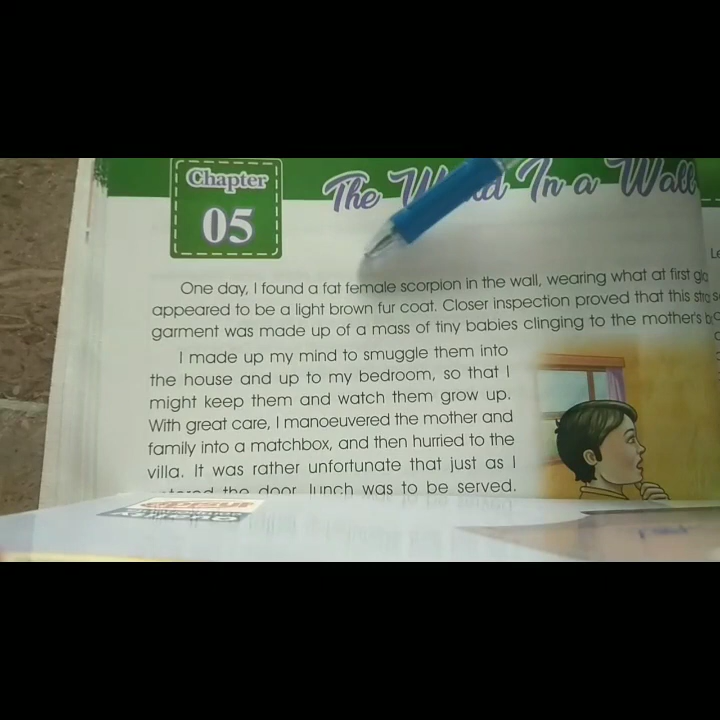 Chapter
05
The World In a Wall
One day, I found a fat female scorpion in the wall, wearing what at first
appeared to be a light brown fur coat. Closer inspection proved that this
garment was made up of a mass of tiny babies clinging to the mother's
I made up my mind to smuggle them into
the house and up to my bedroom, so that I
might keep them and watch them grow up.
With great care, I manoeuvered the mother and
family into a matchbox, and then hurried to the
villa. It was rather unfortunate that just as I
the door, lunch was to be served.